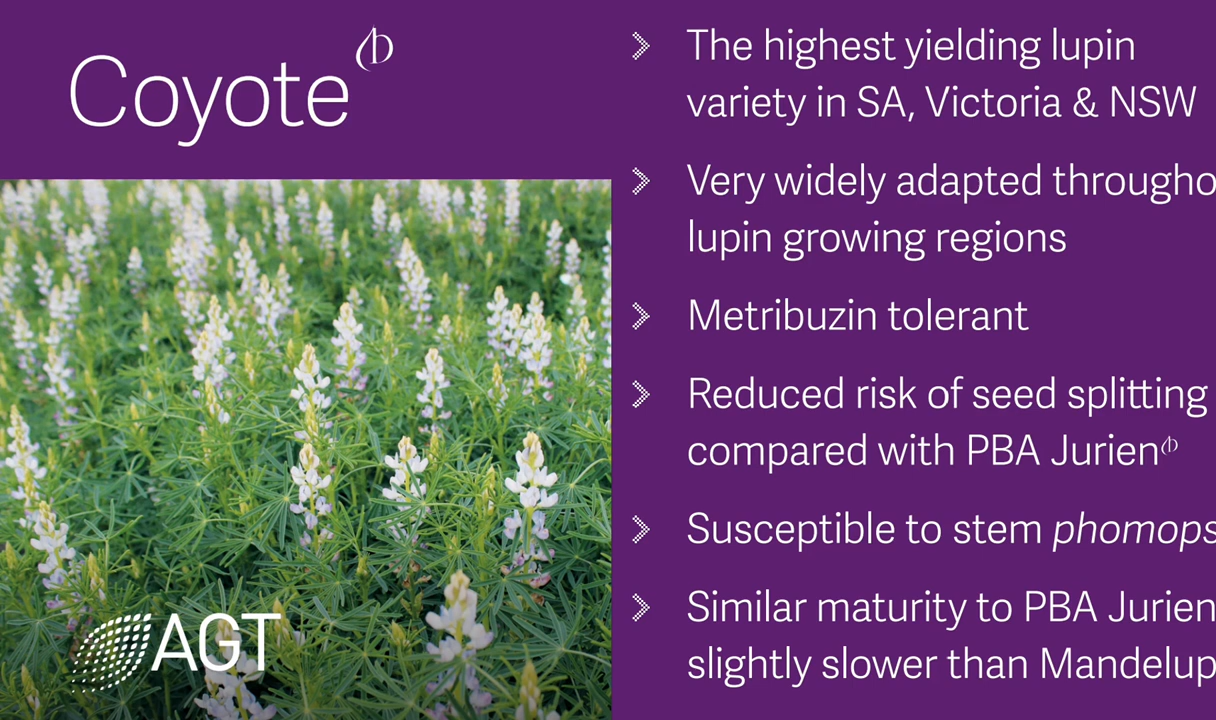 Coyote
The highest yielding lupin
variety in SA, Victoria & NSW
Very widely adapted througho
lupin growing regions
Metribuzin tolerant
Reduced risk of seed splitting
compared with PBA Jurien
Susceptible to stem phomops
Similar maturity to PBA Jurien
slightly slower than Mandelup
AGT